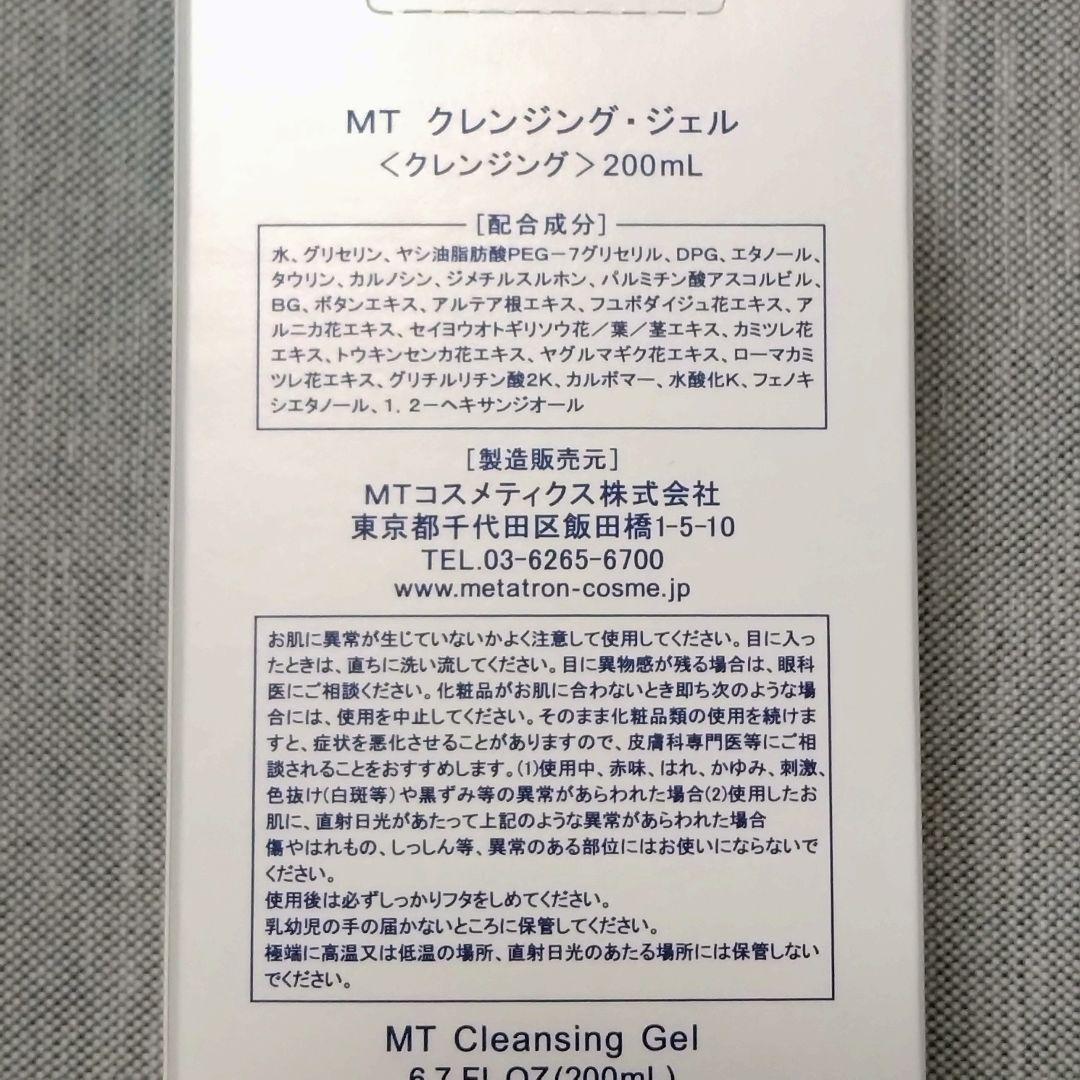 MT クレンジング・ジェル
＜クレンジング＞200mL
[配合成分]
水、グリセリン、ヤシ油脂肪酸PEG－7グリセリル、DPG、エタノール、
タウリン、カルノシン、ジメチルスルホン、パルミチン酸アスコルビル、
BG、ボタンエキス、アルテア根エキス、フユボダイジュ花エキス、ア
ルニカ花エキス、セイヨウオトギリソウ花／葉／茎エキス、カミツレ花
エキス、トウキンセンカ花エキス、ヤグルマギク花エキス、ローマカミ
ツレ花エキス、グリチルリチン酸2K、カルボマー、水酸化K、フェノキ
シエタノール、1，2－ヘキサンジオール
[製造販売元]
MTコスメティクス株式会社
東京都千代田区飯田橋1-5-10
TEL.03-6265-6700
www.metatron-cosme.jp
お肌に異常が生じていないかよく注意して使用してください。目に入っ
たときは、直ちに洗い流してください。目に異物感が残る場合は、眼科
医にご相談ください。化粧品がお肌に合わないとき即ち次のような場
合には、使用を中止してください。そのまま化粧品類の使用を続けま
すと、症状を悪化させることがありますので、皮膚科専門医等にご相
談されることをおすすめします。(1)使用中、赤味、はれ、かゆみ、刺激、
色抜け(白斑等)や黒ずみ等の異常があらわれた場合(2)使用したお
肌に、直射日光があたって上記のような異常があらわれた場合
傷やはれもの、しっしん等、異常のある部位にはお使いにならないで
ください。
使用後は必ずしっかりフタをしめてください。
乳幼児の手の届かないところに保管してください。
極端に高温又は低温の場所、直射日光のあたる場所には保管しない
でください。
MT Cleansing Gel
6.7 FL.OZ(200mL)